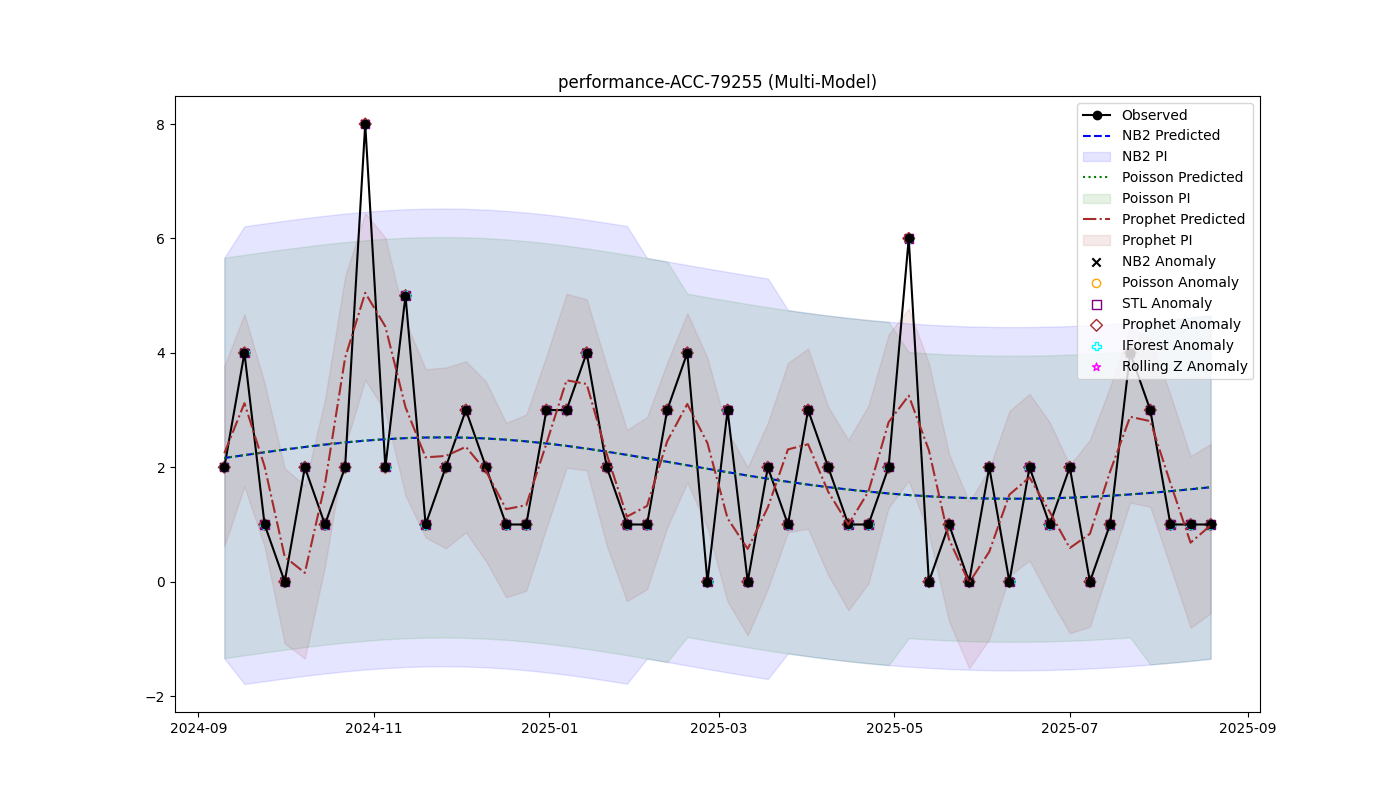 performance-ACC-79255 (Multi-Model)
8
6
4
2
0
−2
2024-09
2024-11
2025-01
2025-03
2025-05
2025-07
2025-09
Observed
NB2 Predicted
NB2 PI
Poisson Predicted
Poisson PI
Prophet Predicted
Prophet PI
NB2 Anomaly
Poisson Anomaly
STL Anomaly
Prophet Anomaly
IForest Anomaly
Rolling Z Anomaly